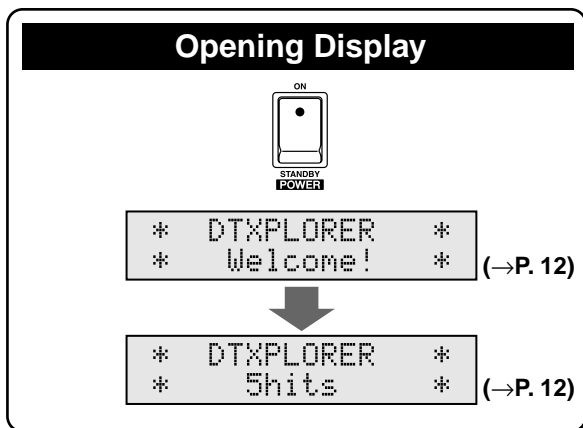 Opening Display
ON
STANDBY
POWER
* DTXPLORER *
* Welcome! * (→P. 12)
* DTXPLORER *
* 5hits * (→P. 12)